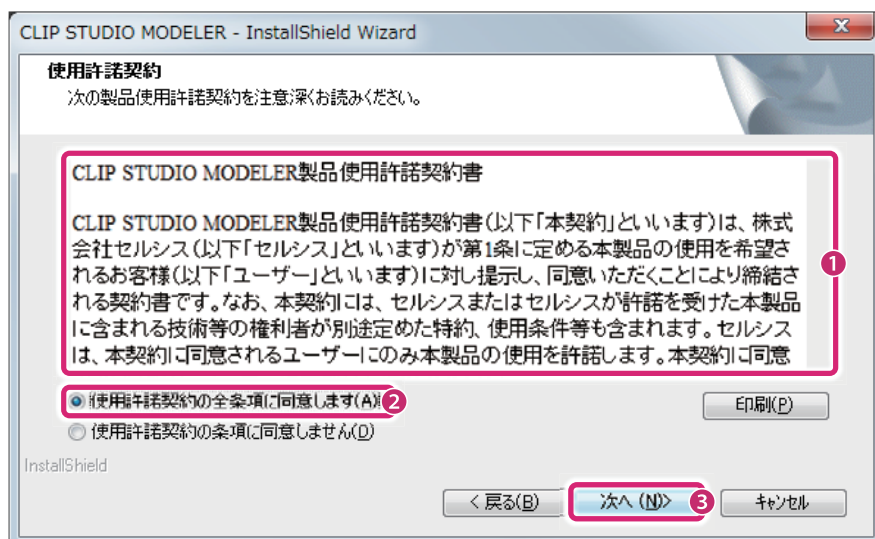 CLIP STUDIO MODELER - InstallShield Wizard
使用許諾契約
次の製品使用許諾契約を注意深くお読みください。
CLIP STUDIO MODELER製品使用許諾契約書
CLIP STUDIO MODELER製品使用許諾契約書(以下「本契約」といいます)は、株式
会社セルシス(以下「セルシス」といいます)が第1条に定める本製品の使用を希望さ
れるお客様(以下「ユーザー」といいます)に対し提示し、同意いただくことにより締結さ
れる契約書です。なお、本契約には、セルシスまたはセルシスが許諾を受けた本製品
に含まれる技術等の権利者が別途定めた特約、使用条件等も含まれます。セルシス
は、本契約に同意されるユーザーにのみ本製品の使用を許諾します。本契約に同意
1
使用許諾契約の全条項に同意します(A) 2
印刷(P)
使用許諾契約の条項に同意しません(D)
InstallShield
< 戻る(B) 次へ (N)> 3 キャンセル